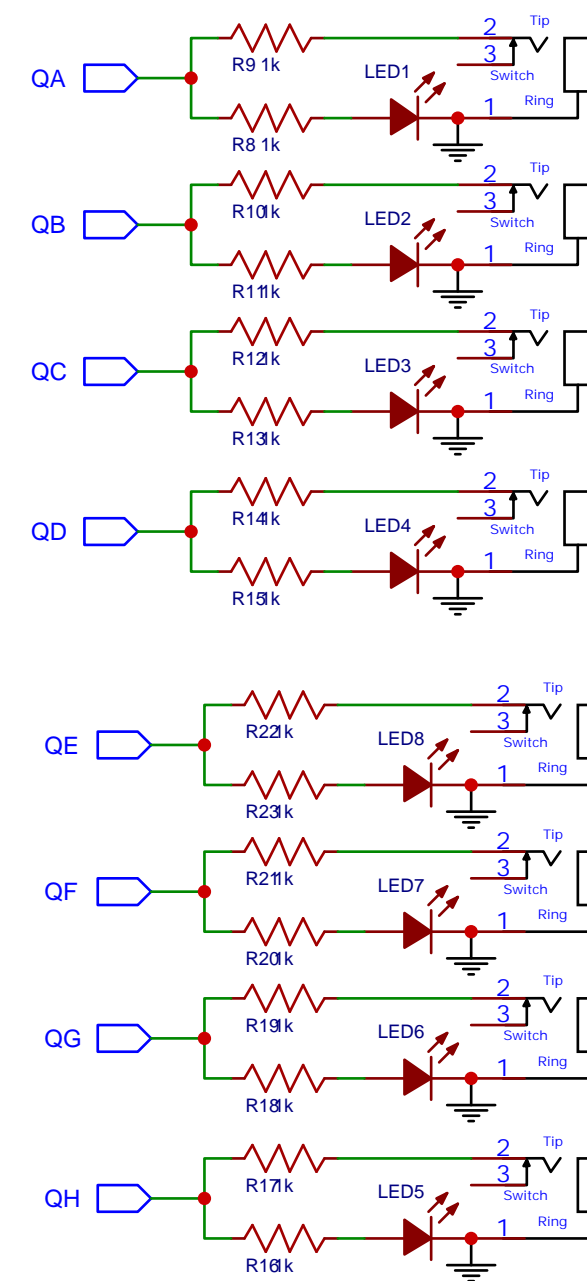 2 Tip
3
R9 1k LED1 Switch
QA
1 Ring
R8 1k
2 Tip
3
R10 1k LED2 Switch
QB
1 Ring
R11 1k
2 Tip
3
R12 1k LED3 Switch
QC
1 Ring
R13 1k
2 Tip
3
R14 1k LED4 Switch
QD
1 Ring
R15 1k
2 Tip
3
R22 1k LED8 Switch
QE
1 Ring
R23 1k
2 Tip
3
R21 1k LED7 Switch
QF
1 Ring
R20 1k
2 Tip
3
R19 1k LED6 Switch
QG
1 Ring
R18 1k
2 Tip
3
R17 1k LED5 Switch
QH
1 Ring
R16 1k